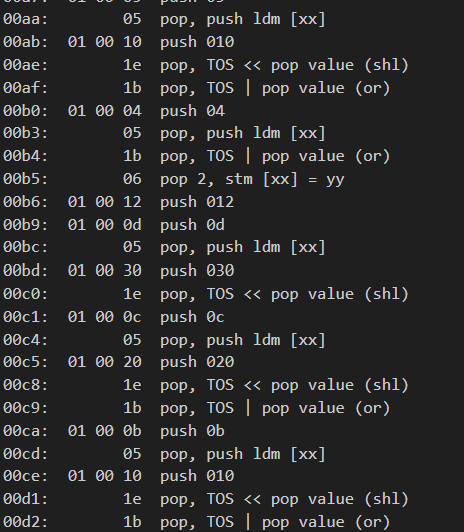 00aa:        05  pop, push ldm [xx]
00ab:  01 00 10  push 010
00ae:        1e  pop, TOS << pop value (shl)
00af:        1b  pop, TOS | pop value (or)
00b0:  01 00 04  push 04
00b3:        05  pop, push ldm [xx]
00b4:        1b  pop, TOS | pop value (or)
00b5:        06  pop 2, stm [xx] = yy
00b6:  01 00 12  push 012
00b9:  01 00 0d  push 0d
00bc:        05  pop, push ldm [xx]
00bd:  01 00 30  push 030
00c0:        1e  pop, TOS << pop value (shl)
00c1:  01 00 0c  push 0c
00c4:        05  pop, push ldm [xx]
00c5:  01 00 20  push 020
00c8:        1e  pop, TOS << pop value (shl)
00c9:        1b  pop, TOS | pop value (or)
00ca:  01 00 0b  push 0b
00cd:        05  pop, push ldm [xx]
00ce:  01 00 10  push 010
00d1:        1e  pop, TOS << pop value (shl)
00d2:        1b  pop, TOS | pop value (or)